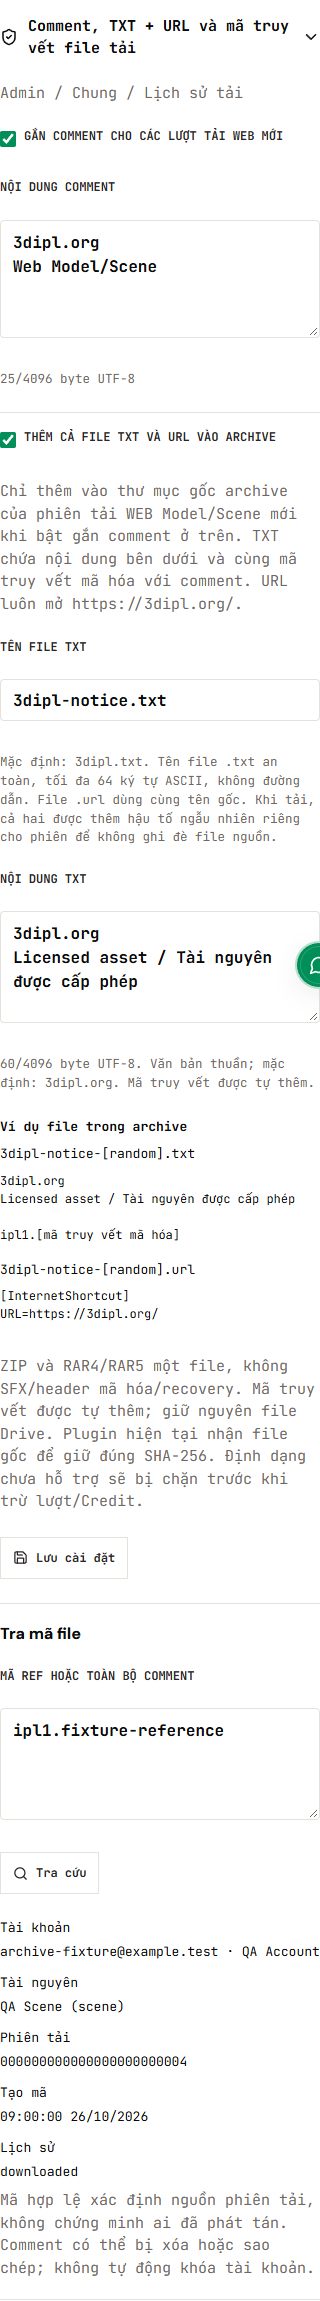 Comment, TXT + URL và mã truy
vết file tải
Admin / Chung / Lịch sử tải
GẮN COMMENT CHO CÁC LƯỢT TẢI WEB MỚI
NỘI DUNG COMMENT
3dipl.org
Web Model/Scene
25/4096 byte UTF-8
THÊM CẢ FILE TXT VÀ URL VÀO ARCHIVE
Chỉ thêm vào thư mục gốc archive
của phiên tải WEB Model/Scene mới
khi bật gắn comment ở trên. TXT
chứa nội dung bên dưới và cùng mã
truy vết mã hóa với comment. URL
luôn mở https://3dipl.org/.
TÊN FILE TXT
3dipl-notice.txt
Mặc định: 3dipl.txt. Tên file .txt an
toàn, tối đa 64 ký tự ASCII, không đường
dẫn. File .url dùng cùng tên gốc. Khi tải,
cả hai được thêm hậu tố ngẫu nhiên riêng
cho phiên để không ghi đè file nguồn.
NỘI DUNG TXT
3dipl.org
Licensed asset / Tài nguyên
được cấp phép
60/4096 byte UTF-8. Văn bản thuần; mặc
định: 3dipl.org. Mã truy vết được tự thêm.
Ví dụ file trong archive
3dipl-notice-[random].txt
3dipl.org
Licensed asset / Tài nguyên được cấp phép
ipl1.[mã truy vết mã hóa]
3dipl-notice-[random].url
[InternetShortcut]
URL=https://3dipl.org/
ZIP và RAR4/RAR5 một file, không
SFX/header mã hóa/recovery. Mã truy
vết được tự thêm; giữ nguyên file
Drive. Plugin hiện tại nhận file
gốc để giữ đúng SHA-256. Định dạng
chưa hỗ trợ sẽ bị chặn trước khi
trừ lượt/Credit.
Lưu cài đặt
Tra mã file
MÃ REF HOẶC TOÀN BỘ COMMENT
ipl1.fixture-reference
Tra cứu
Tài khoản
archive-fixture@example.test · QA Account
Tài nguyên
QA Scene (scene)
Phiên tải
000000000000000000000004
Tạo mã
09:00:00 26/10/2026
Lịch sử
downloaded
Mã hợp lệ xác định nguồn phiên tải,
không chứng minh ai đã phát tán.
Comment có thể bị xóa hoặc sao
chép; không tự động khóa tài khoản.